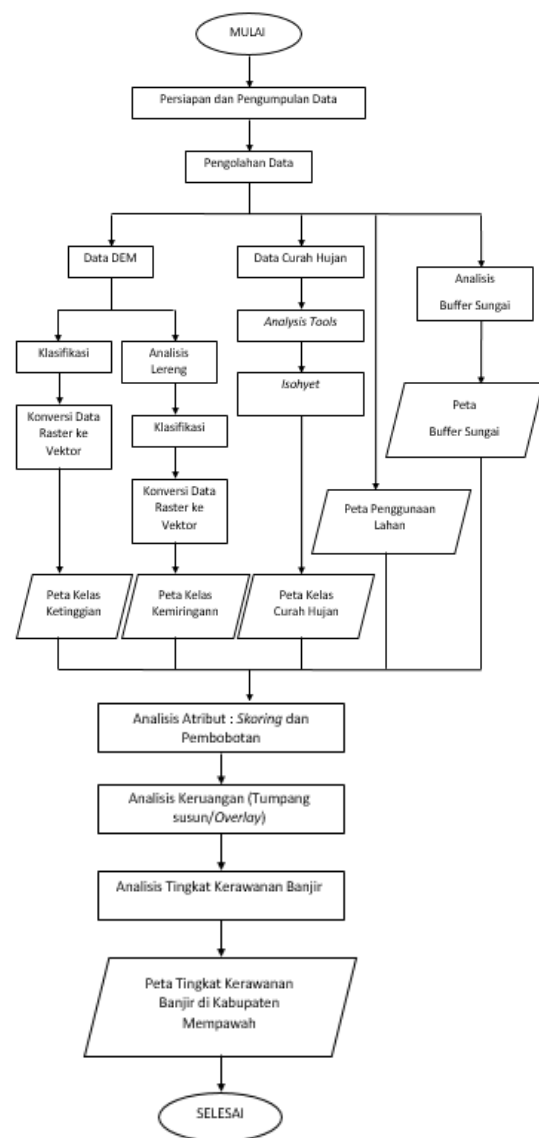 MULAI
Persiapan dan Pengumpulan Data
Pengolahan Data
Data DEM
Data Curah Hujan
Analisis
Buffer Sungai
Klasifikasi
Analisis
Lereng
Analysis Tools
Isohyet
Konversi Data
Raster ke
Vektor
Klasifikasi
Peta
Buffer Sungai
Konversi Data
Raster ke
Vektor
Peta Penggunaan
Lahan
Peta Kelas
Ketinggian
Peta Kelas
Kemiringann
Peta Kelas
Curah Hujan
Analisis Atribut : Skoring dan
Pembobotan
Analisis Keruangan (Tumpang
susun/Overlay)
Analisis Tingkat Kerawanan Banjir
Peta Tingkat Kerawanan
Banjir di Kabupaten
Mempawah
SELESAI